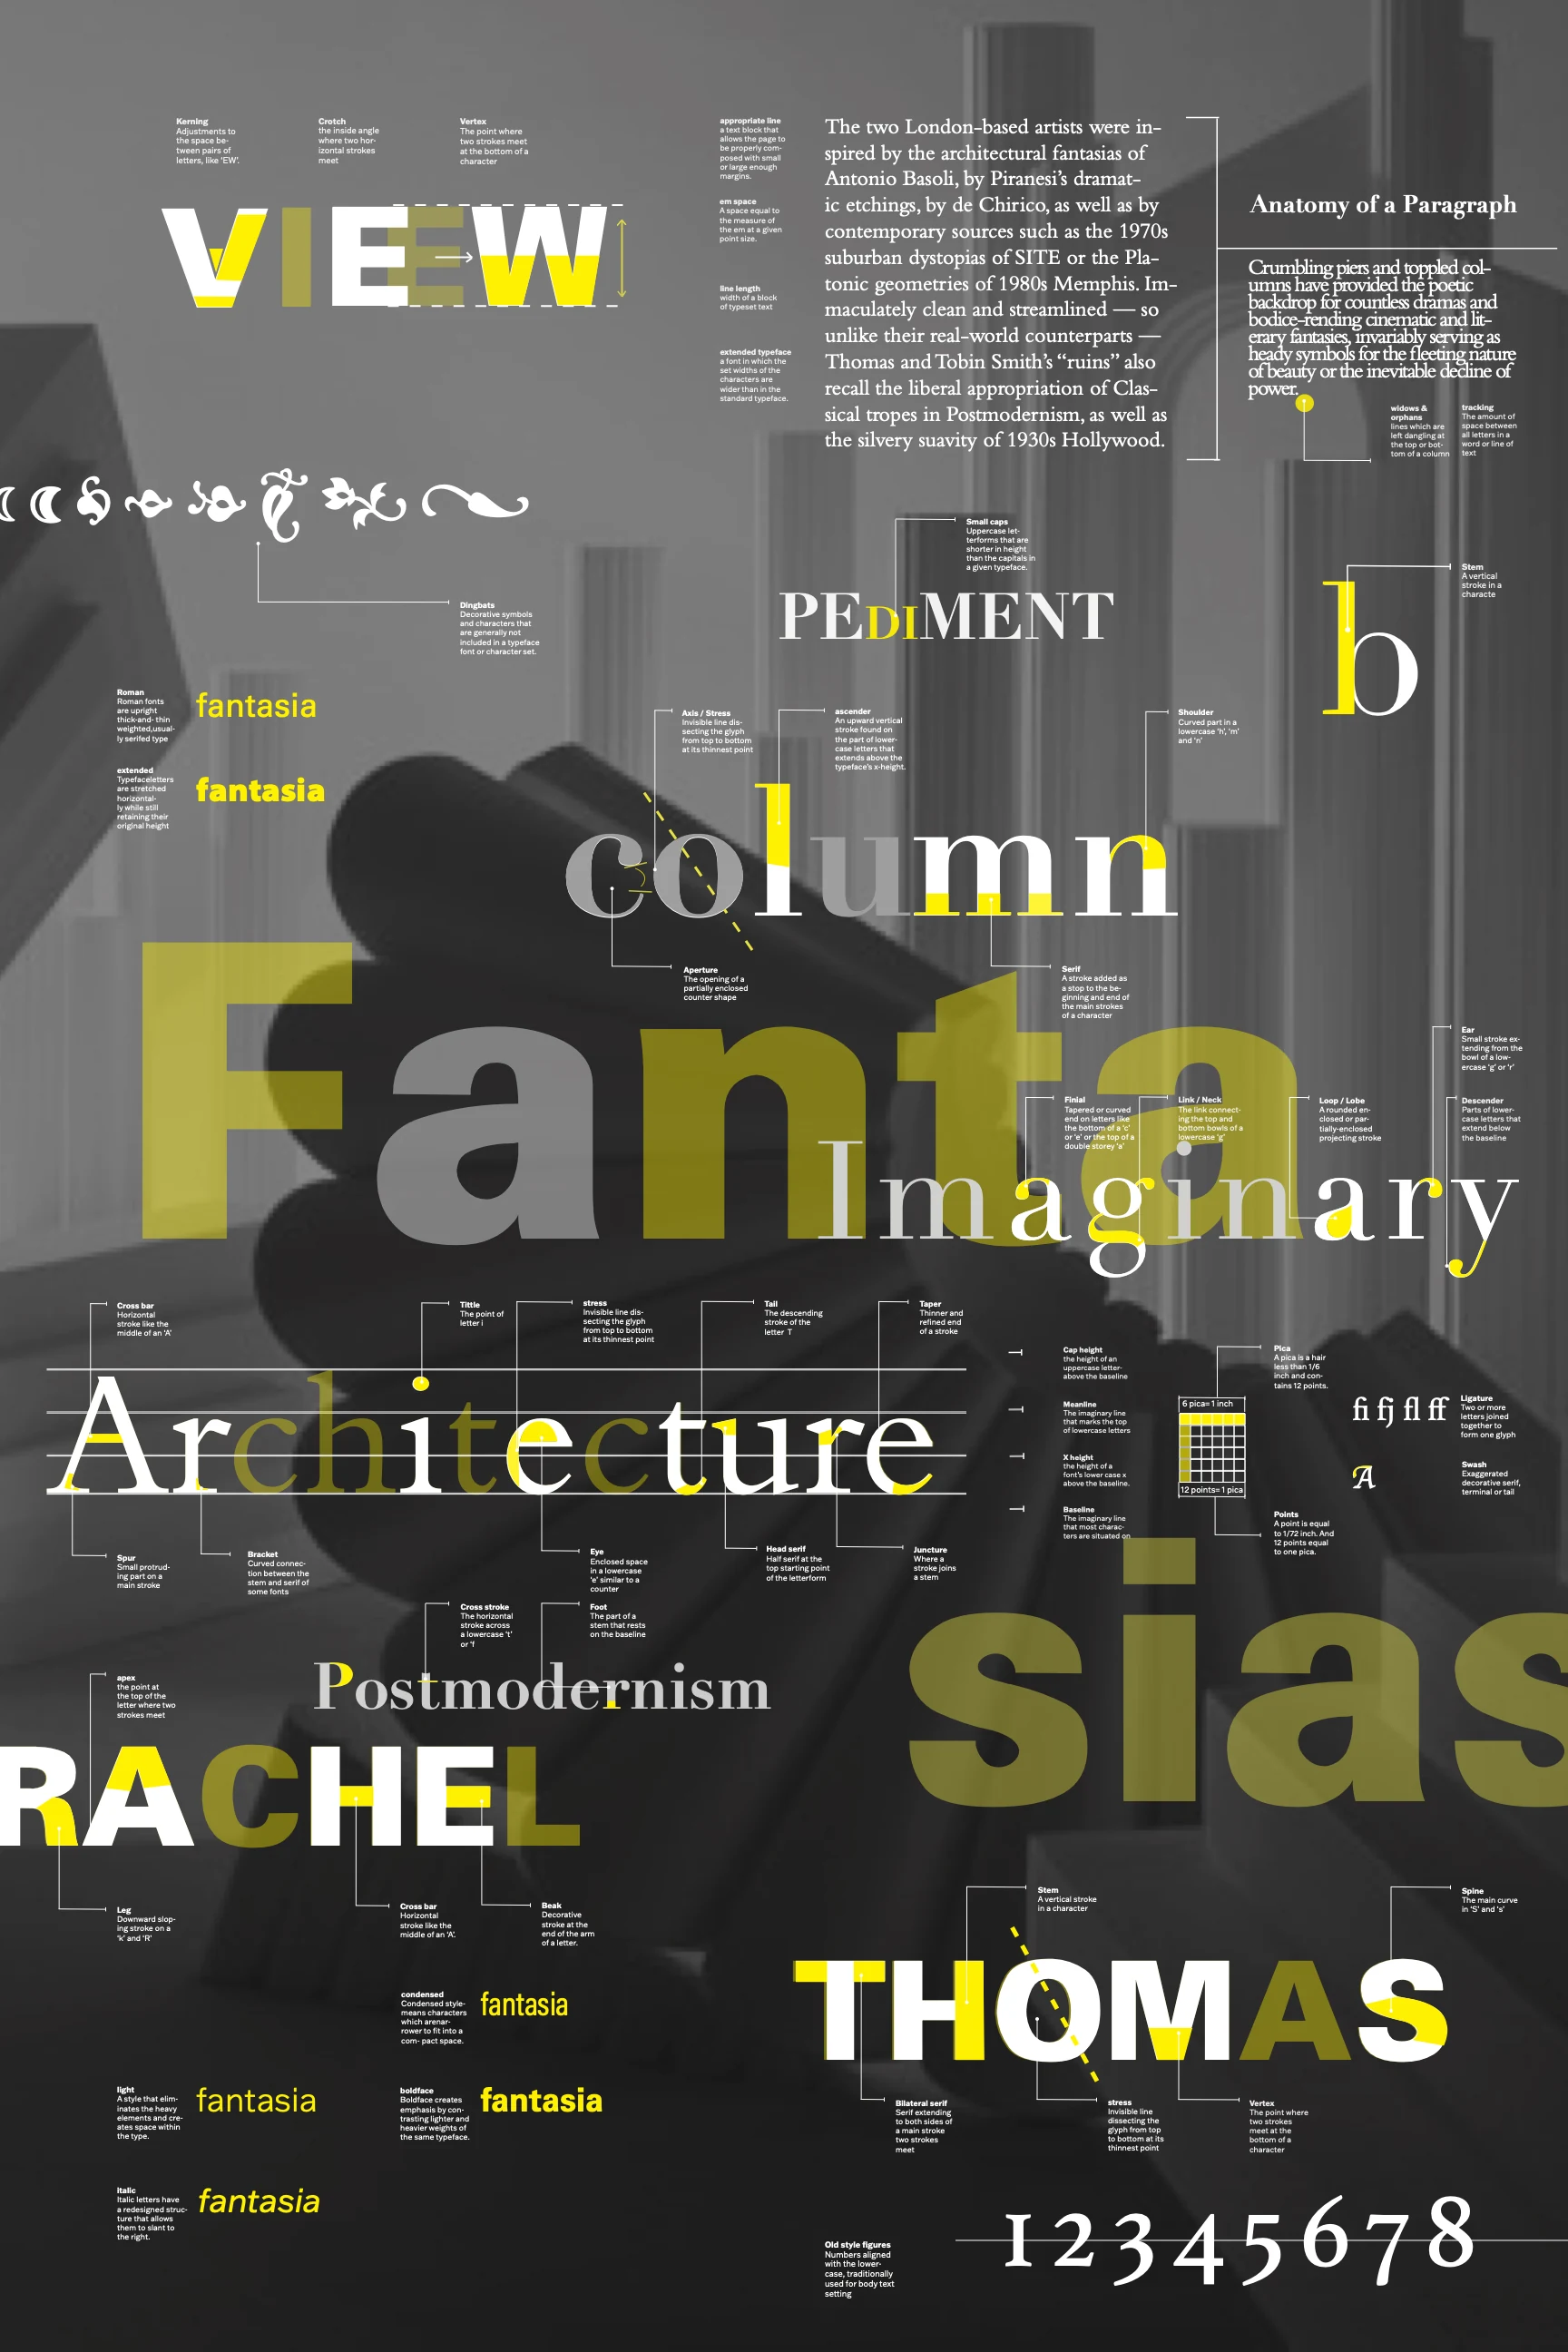 Kerning
Adjustments to
the space be-
tween pairs of
letters, like 'EW'.
Crotch
the inside angle
where two hor-
izontal strokes
meet
Vertex
The point where
two strokes meet
at the bottom of a
character
VIEW
appropriate line
a text block that
allows the page to
be properly com-
posed with small
or large enough
margins.
em space
A space equal to
the measure of
the em at a given
point size.
line length
width of a block
of typeset text
extended typeface
a font in which the
set widths of the
characters are
wider than in the
standard typeface.
The two London-based artists were in-
spired by the architectural fantasias of
Antonio Basoli, by Piranesi's dramat-
ic etchings, by de Chirico, as well as by
contemporary sources such as the 1970s
suburban dystopias of SITE or the Pla-
tonic geometries of 1980s Memphis. Im-
maculately clean and streamlined — so
unlike their real-world counterparts —
Thomas and Tobin Smith's “ruins” also
recall the liberal appropriation of Clas-
sical tropes in Postmodernism, as well as
the silvery suavity of 1930s Hollywood.
Anatomy of a Paragraph
Crumbling piers and toppled col-
umns have provided the poetic
backdrop for countless dramas and
bodice-rending cinematic and lit-
erary fantasies, invariably serving as
heady symbols for the fleeting nature
of beauty or the inevitable decline of
power.
widows &
orphans
lines which are
left dangling at
the top or bot-
tom of a column
tracking
The amount of
space between
all letters in a
word or line of
text
Dingbats
Decorative symbols
and characters that
are generally not
included in a typeface
font or character set.
Small caps
Uppercase let-
terforms that are
shorter in height
than the capitals in
a given typeface.
PEDIMENT
Stem
A vertical
stroke in a
characte
b
Roman
Roman fonts
are upright
thick-and- thin
weighted,usual-
ly serifed type
fantasia
extended
Typefaceletters
are stretched
horizontal-
ly while still
retaining their
original height
fantasia
Axis / Stress
Invisible line dis-
secting the glyph
from top to bottom
at its thinnest point
ascender
An upward vertical
stroke found on
the part of lower-
case letters that
extends above the
typeface's x-height.
Shoulder
Curved part in a
lowercase 'h', 'm'
and 'n'
column
Aperture
The opening of a
partially enclosed
counter shape
Serif
A stroke added as
a stop to the be-
ginning and end of
the main strokes
of a character
Fanta
Finial
Tapered or curved
end on letters like
the bottom of a 'c'
or 'e' or the top of a
double storey 'a'
Link / Neck
The link connect-
ing the top and
bottom bowls of a
lowercase 'g'
Loop / Lobe
A rounded en-
closed or par-
tially-enclosed
projecting stroke
Ear
Small stroke ex-
tending from the
bowl of a low-
ercase 'g' or 'r'
Descender
Parts of lower-
case letters that
extend below
the baseline
Imaginary
Cross bar
Horizontal
stroke like the
middle of an 'A'
Tittle
The point of
letter i
stress
Invisible line dis-
secting the glyph
from top to bottom
at its thinnest point
Tail
The descending
stroke of the
letter T
Taper
Thinner and
refined end
of a stroke
Architecture
Spur
Small protrud-
ing part on a
main stroke
Bracket
Curved connec-
tion between the
stem and serif of
some fonts
Eye
Enclosed space
in a lowercase
'e' similar to a
counter
Head serif
Half serif at the
top starting point
of the letterform
Juncture
Where a
stroke joins
a stem
Cap height
the height of an
uppercase letter-
above the baseline
Meanline
The imaginary line
that marks the top
of lowercase letters
X height
the height of a
font's lower case x
above the baseline.
Baseline
The imaginary line
that most charac-
ters are situated on
Pica
A pica is a hair
less than 1/6
inch and con-
tains 12 points.
6 pica= 1 inch
12 points= 1 pica
Points
A point is equal
to 1/72 inch. And
12 points equal
to one pica.
fi fj fl ff
Ligature
Two or more
letters joined
together to
form one glyph
A
Swash
Exaggerated
decorative serif,
terminal or tail
sias
Cross stroke
The horizontal
stroke across
a lowercase 't'
or 'f
Foot
The part of a
stem that rests
on the baseline
Postmodernism
apex
the point at
the top of the
letter where two
strokes meet
RACHEL
Leg
Downward slop-
ing stroke on a
'k' and 'R'
Cross bar
Horizontal
stroke like the
middle of an 'A'.
Beak
Decorative
stroke at the
end of the arm
of a letter.
Stem
A vertical stroke
in a character
Spine
The main curve
in 'S' and 's'
THOMAS
Bilateral serif
Serif extending
to both sides of
a main stroke
two strokes
meet
stress
Invisible line
dissecting the
glyph from top
to bottom at its
thinnest point
Vertex
The point where
two strokes
meet at the
bottom of a
character
condensed
Condensed style-
means characters
which arenar-
rower to fit into a
com- pact space.
fantasia
light
A style that elim-
inates the heavy
elements and cre-
ates space within
the type.
fantasia
boldface
Boldface creates
emphasis by con-
trasting lighter and
heavier weights of
the same typeface.
fantasia
Italic
Italic letters have
a redesigned struc-
ture that allows
them to slant to
the right.
fantasia
Old style figures
Numbers aligned
with the lower-
case, traditionally
used for body text
setting
12345678